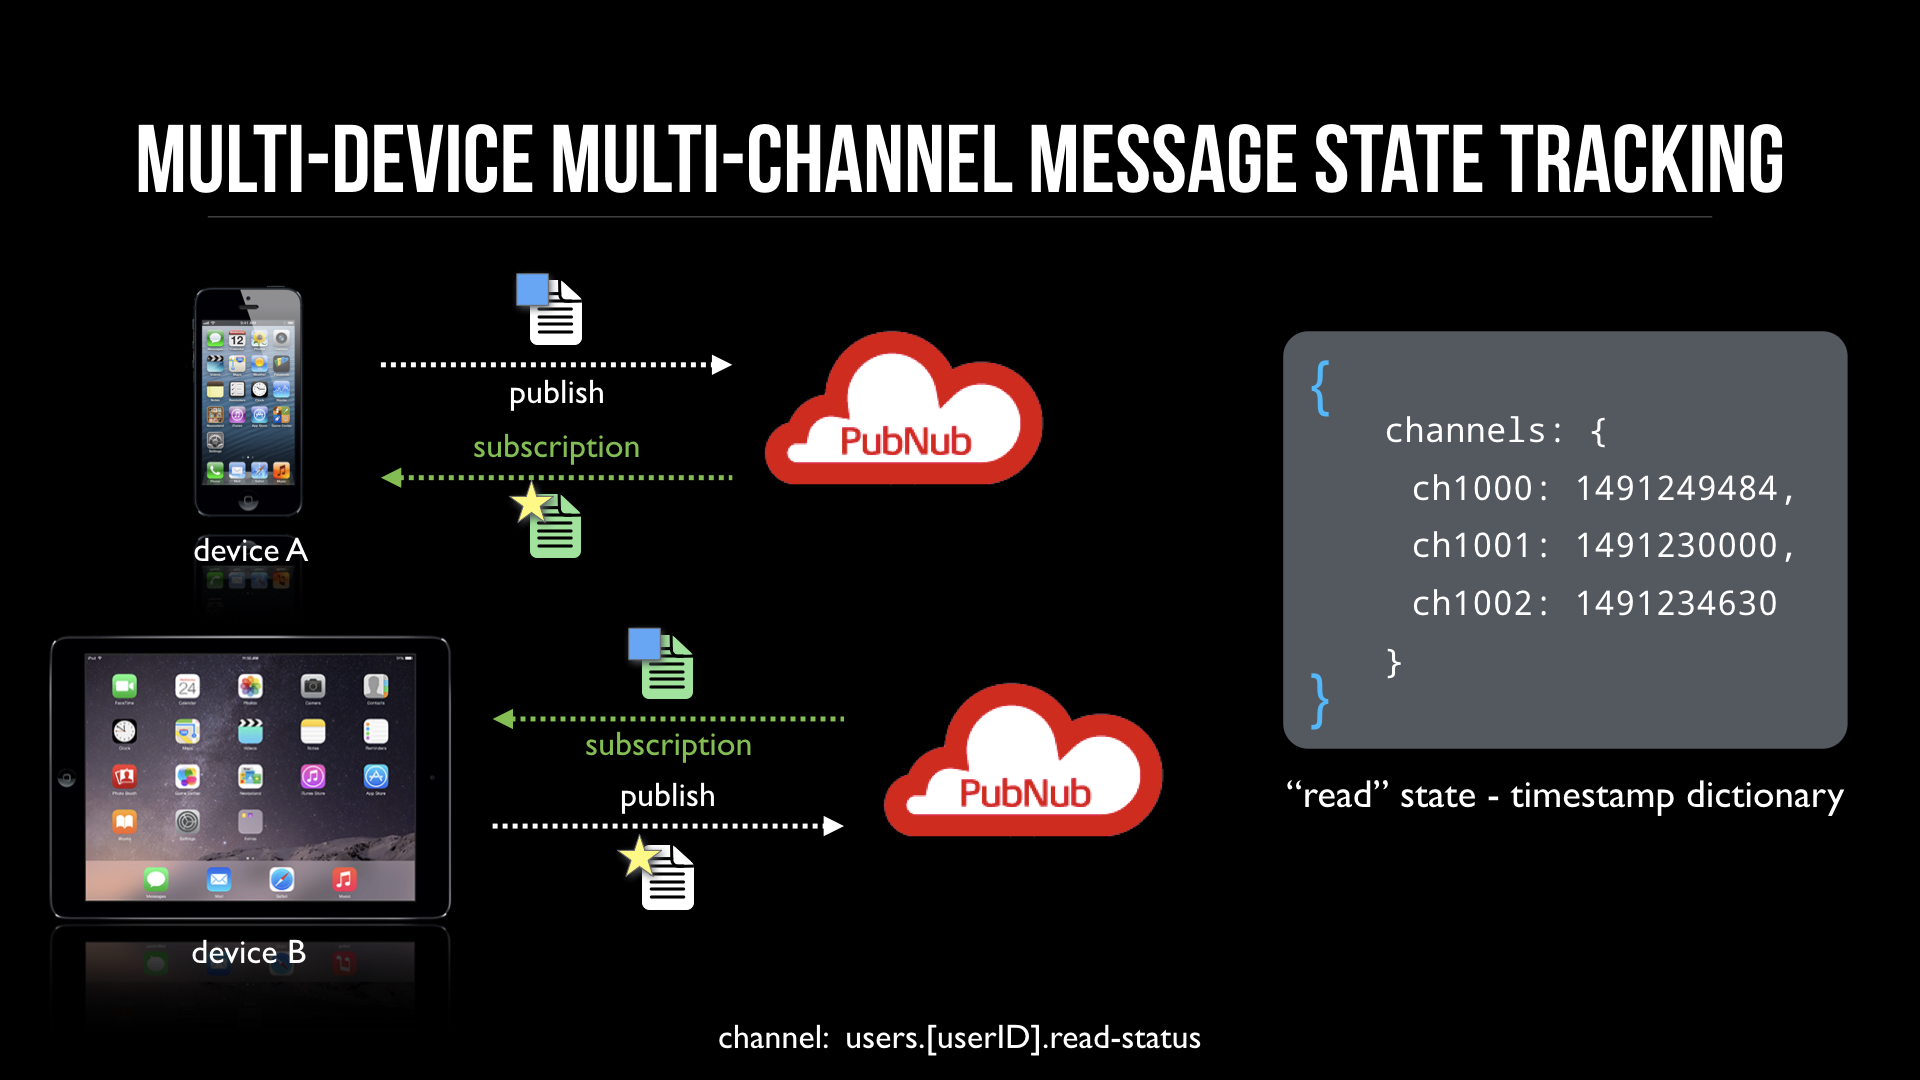 MULTI-DEVICE MULTI-CHANNEL MESSAGE STATE TRACKING
publish
PubNub
subscription
device A
{
channels: {
ch1000: 1491249484,
ch1001: 1491230000,
ch1002: 1491234630
}
}
“read” state - timestamp dictionary
subscription
publish
PubNub
device B
channel: users.[userID].read-status